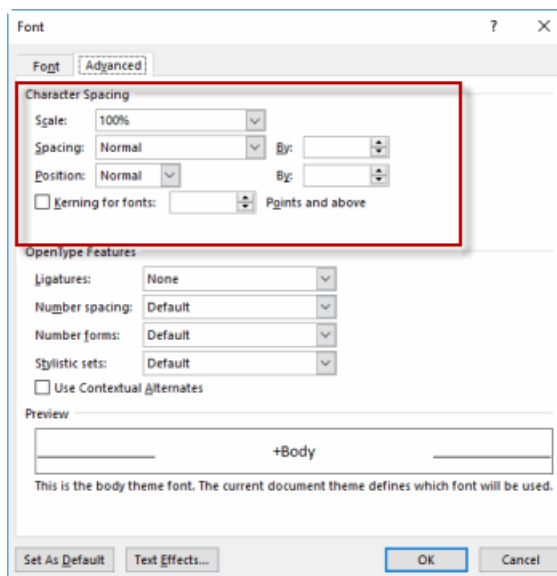 Font ? ×
Font Advanced
Character Spacing
Scale: 100%
Spacing: Normal By:
Position: Normal By:
Kerning for fonts: Points and above
OpenType Features
Ligatures: None
Number spacing: Default
Number forms: Default
Stylistic sets: Default
Use Contextual Alternates
Preview
+Body
This is the body theme font. The current document theme defines which font will be used.
Set As Default Text Effects... OK Cancel